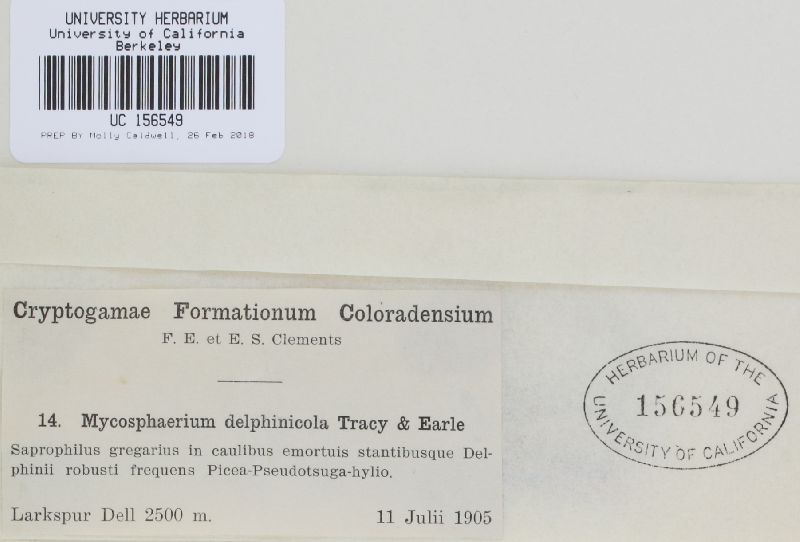 UNIVERSITY HERBARIUM
University of California
Berkeley
UC 156549
PREP BY Molly Caldwell, 26 Feb 2018
Cryptogamae Formationum Coloradensium
F. E. et E. S. Clements
14. Mycosphaerium delphinicola Tracy & Earle
Saprophilus gregarius in caulibus emortuis stantibusque Del-
phinii robusti frequens Picea-Pseudotsuga-hylio.
Larkspur Dell 2500 m. 11 Julii 1905
HERBARIUM OF THE
156549
UNIVERSITY OF CALIFORNIA